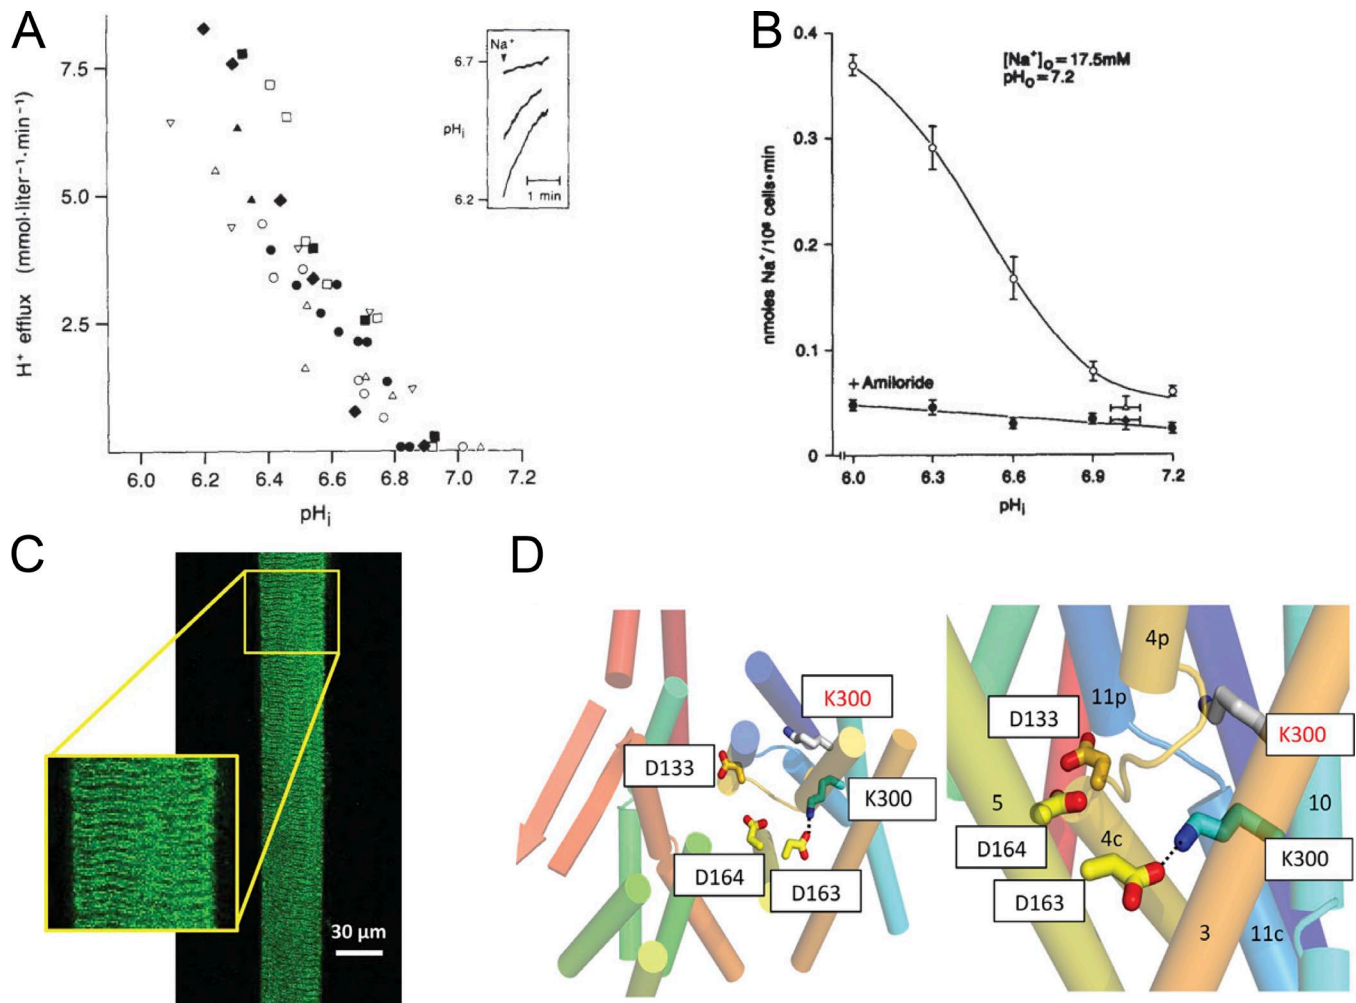 A
H⁺ efflux (mmol·liter⁻¹·min⁻¹)
7.5
5.0
2.5
6.0 6.2 6.4 6.6 6.8 7.0 7.2
pHi
Na⁺
6.7
pHi
6.2
1 min
B
nmoles Na⁺/10⁶ cells·min
0.4
0.3
0.2
0.1
0
[Na⁺]o=17.5mM
pHo=7.2
+ Amiloride
6.0 6.3 6.6 6.9 7.2
pHi
C
30 µm
D
K300
D133
K300
D164
D163
4p
11p
D133
K300
5
10
4c
D164
K300
D163
3
11c